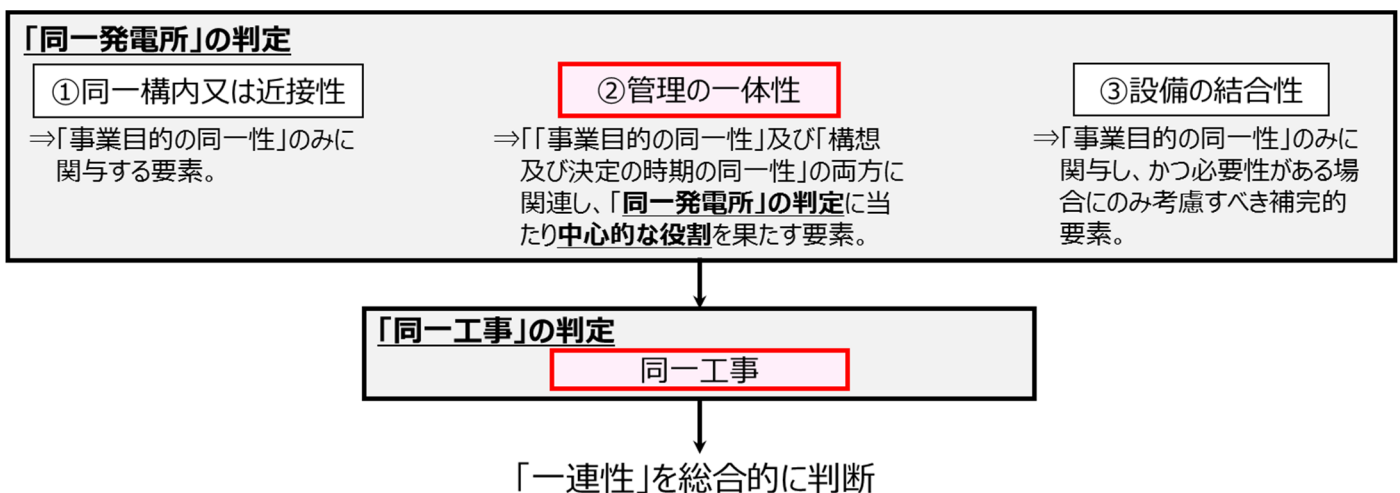 「同一発電所」の判定
①同一構内又は近接性
⇒「事業目的の同一性」のみに
関与する要素。
②管理の一体性
⇒「「事業目的の同一性」及び「構想
及び決定の時期の同一性」の両方に
関連し、「同一発電所」の判定に当
たり中心的な役割を果たす要素。
③設備の結合性
⇒「事業目的の同一性」のみに
関与し、かつ必要性がある場
合にのみ考慮すべき補完的
要素。
「同一工事」の判定
同一工事
「一連性」を総合的に判断